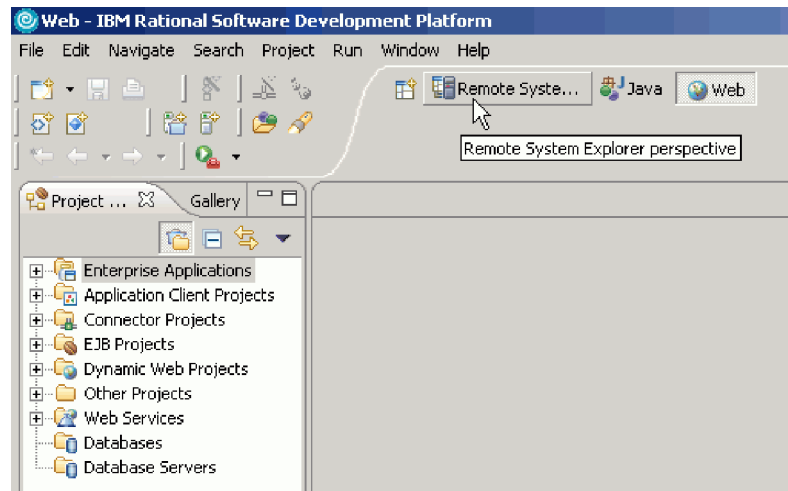 Web - IBM Rational Software Development Platform
File Edit Navigate Search Project Run Window Help
Remote Syste... Java Web
Remote System Explorer perspective
Project ... Gallery
Enterprise Applications
Application Client Projects
Connector Projects
EJB Projects
Dynamic Web Projects
Other Projects
Web Services
Databases
Database Servers